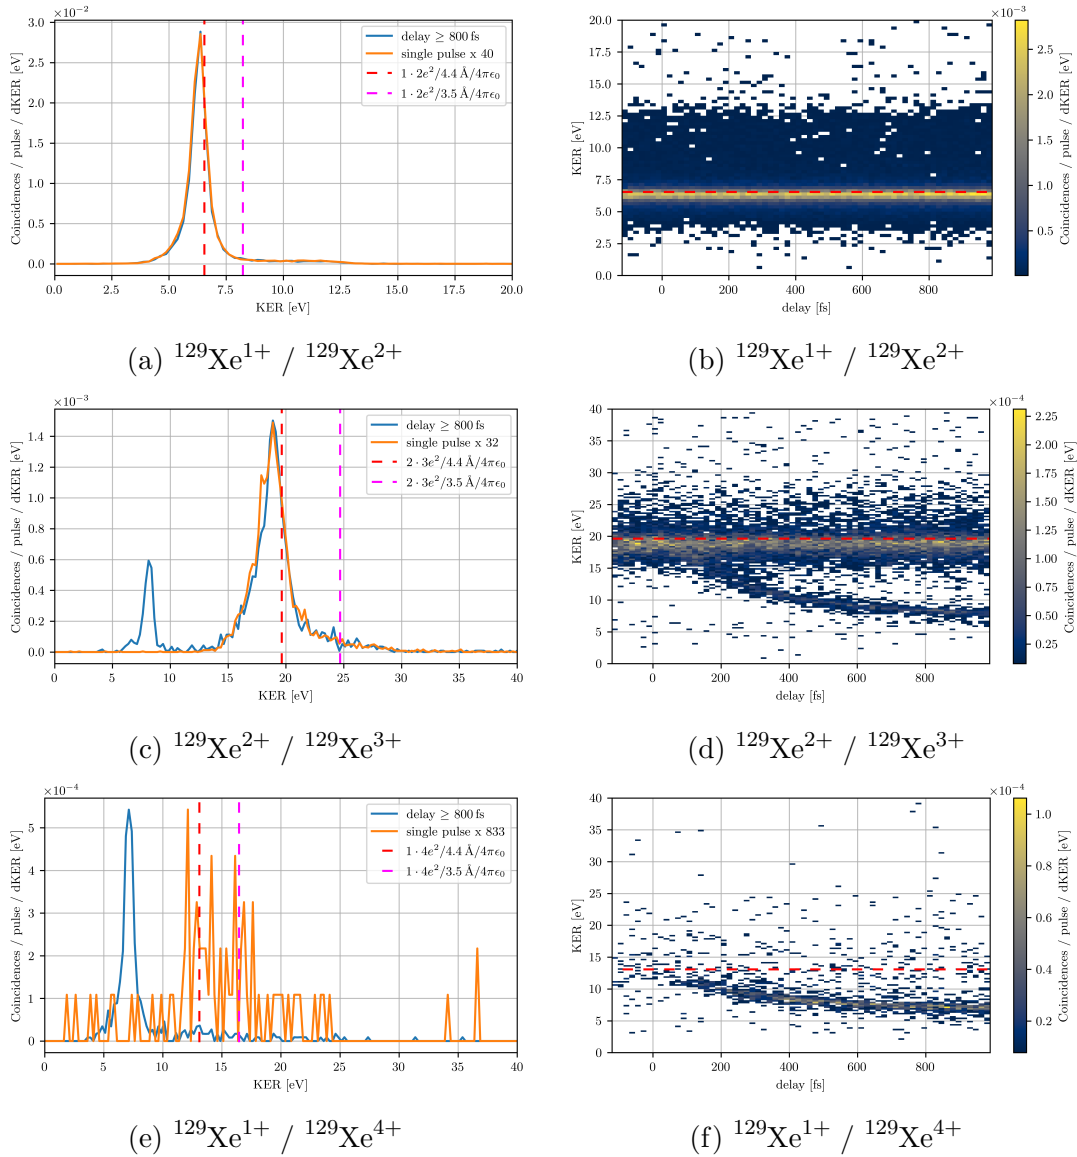 ×10⁻²
Coincidences / pulse / dKER [eV]
3.0
2.5
2.0
1.5
1.0
0.5
0.0
0.0 2.5 5.0 7.5 10.0 12.5 15.0 17.5 20.0
KER [eV]
delay ≥ 800 fs
single pulse x 40
1 · 2e²/4.4 Å/4πϵ₀
1 · 2e²/3.5 Å/4πϵ₀
(a) ¹²⁹Xe¹⁺ / ¹²⁹Xe²⁺
KER [eV]
20.0
17.5
15.0
12.5
10.0
7.5
5.0
2.5
0.0
0 200 400 600 800
delay [fs]
×10⁻³
2.5
2.0
1.5
1.0
0.5
Coincidences / pulse / dKER [eV]
(b) ¹²⁹Xe¹⁺ / ¹²⁹Xe²⁺
×10⁻³
Coincidences / pulse / dKER [eV]
1.4
1.2
1.0
0.8
0.6
0.4
0.2
0.0
0 5 10 15 20 25 30 35 40
KER [eV]
delay ≥ 800 fs
single pulse x 32
2 · 3e²/4.4 Å/4πϵ₀
2 · 3e²/3.5 Å/4πϵ₀
(c) ¹²⁹Xe²⁺ / ¹²⁹Xe³⁺
KER [eV]
40
35
30
25
20
15
10
5
0
0 200 400 600 800
delay [fs]
×10⁻⁴
2.25
2.00
1.75
1.50
1.25
1.00
0.75
0.50
0.25
Coincidences / pulse / dKER [eV]
(d) ¹²⁹Xe²⁺ / ¹²⁹Xe³⁺
×10⁻⁴
Coincidences / pulse / dKER [eV]
5
4
3
2
1
0
0 5 10 15 20 25 30 35 40
KER [eV]
delay ≥ 800 fs
single pulse x 833
1 · 4e²/4.4 Å/4πϵ₀
1 · 4e²/3.5 Å/4πϵ₀
(e) ¹²⁹Xe¹⁺ / ¹²⁹Xe⁴⁺
KER [eV]
40
35
30
25
20
15
10
5
0
0 200 400 600 800
delay [fs]
×10⁻⁴
1.0
0.8
0.6
0.4
0.2
Coincidences / pulse / dKER [eV]
(f) ¹²⁹Xe¹⁺ / ¹²⁹Xe⁴⁺